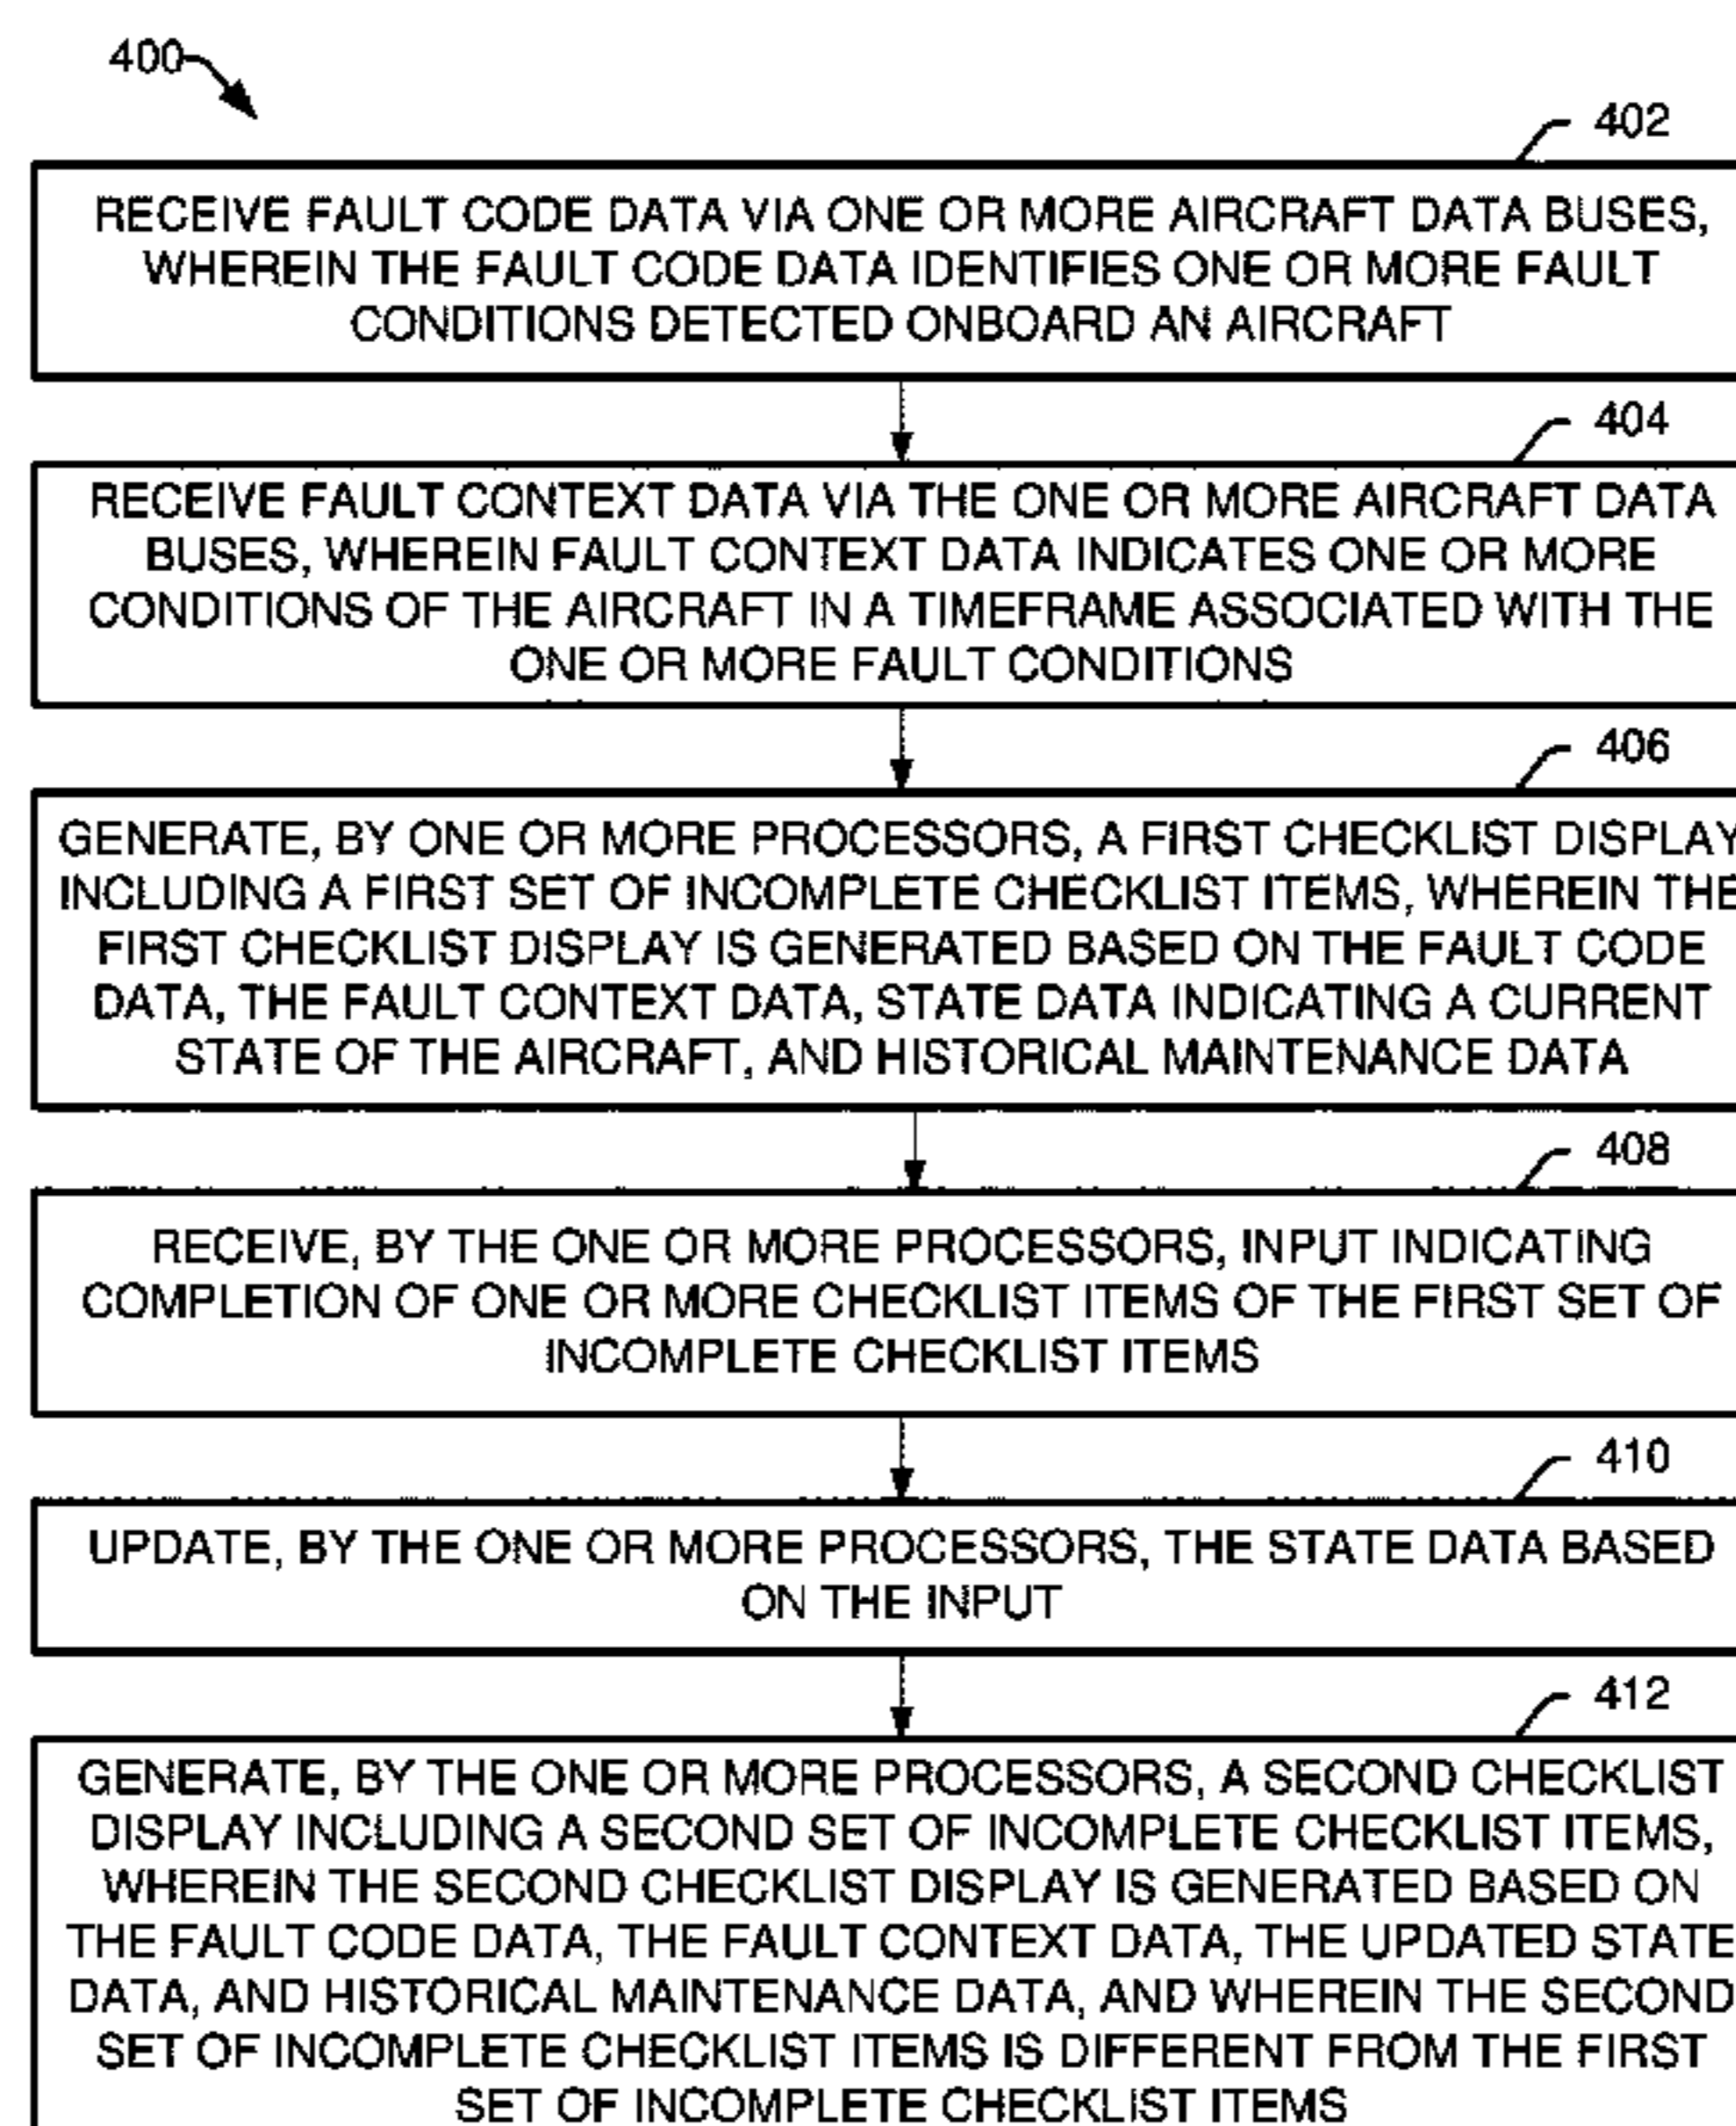 400
402
RECEIVE FAULT CODE DATA VIA ONE OR MORE AIRCRAFT DATA BUSES,
WHEREIN THE FAULT CODE DATA IDENTIFIES ONE OR MORE FAULT
CONDITIONS DETECTED ONBOARD AN AIRCRAFT
404
RECEIVE FAULT CONTEXT DATA VIA THE ONE OR MORE AIRCRAFT DATA
BUSES, WHEREIN FAULT CONTEXT DATA INDICATES ONE OR MORE
CONDITIONS OF THE AIRCRAFT IN A TIMEFRAME ASSOCIATED WITH THE
ONE OR MORE FAULT CONDITIONS
406
GENERATE, BY ONE OR MORE PROCESSORS, A FIRST CHECKLIST DISPLAY
INCLUDING A FIRST SET OF INCOMPLETE CHECKLIST ITEMS, WHEREIN THE
FIRST CHECKLIST DISPLAY IS GENERATED BASED ON THE FAULT CODE
DATA, THE FAULT CONTEXT DATA, STATE DATA INDICATING A CURRENT
STATE OF THE AIRCRAFT, AND HISTORICAL MAINTENANCE DATA
408
RECEIVE, BY THE ONE OR MORE PROCESSORS, INPUT INDICATING
COMPLETION OF ONE OR MORE CHECKLIST ITEMS OF THE FIRST SET OF
INCOMPLETE CHECKLIST ITEMS
410
UPDATE, BY THE ONE OR MORE PROCESSORS, THE STATE DATA BASED
ON THE INPUT
412
GENERATE, BY THE ONE OR MORE PROCESSORS, A SECOND CHECKLIST
DISPLAY INCLUDING A SECOND SET OF INCOMPLETE CHECKLIST ITEMS,
WHEREIN THE SECOND CHECKLIST DISPLAY IS GENERATED BASED ON
THE FAULT CODE DATA, THE FAULT CONTEXT DATA, THE UPDATED STATE
DATA, AND HISTORICAL MAINTENANCE DATA, AND WHEREIN THE SECOND
SET OF INCOMPLETE CHECKLIST ITEMS IS DIFFERENT FROM THE FIRST
SET OF INCOMPLETE CHECKLIST ITEMS